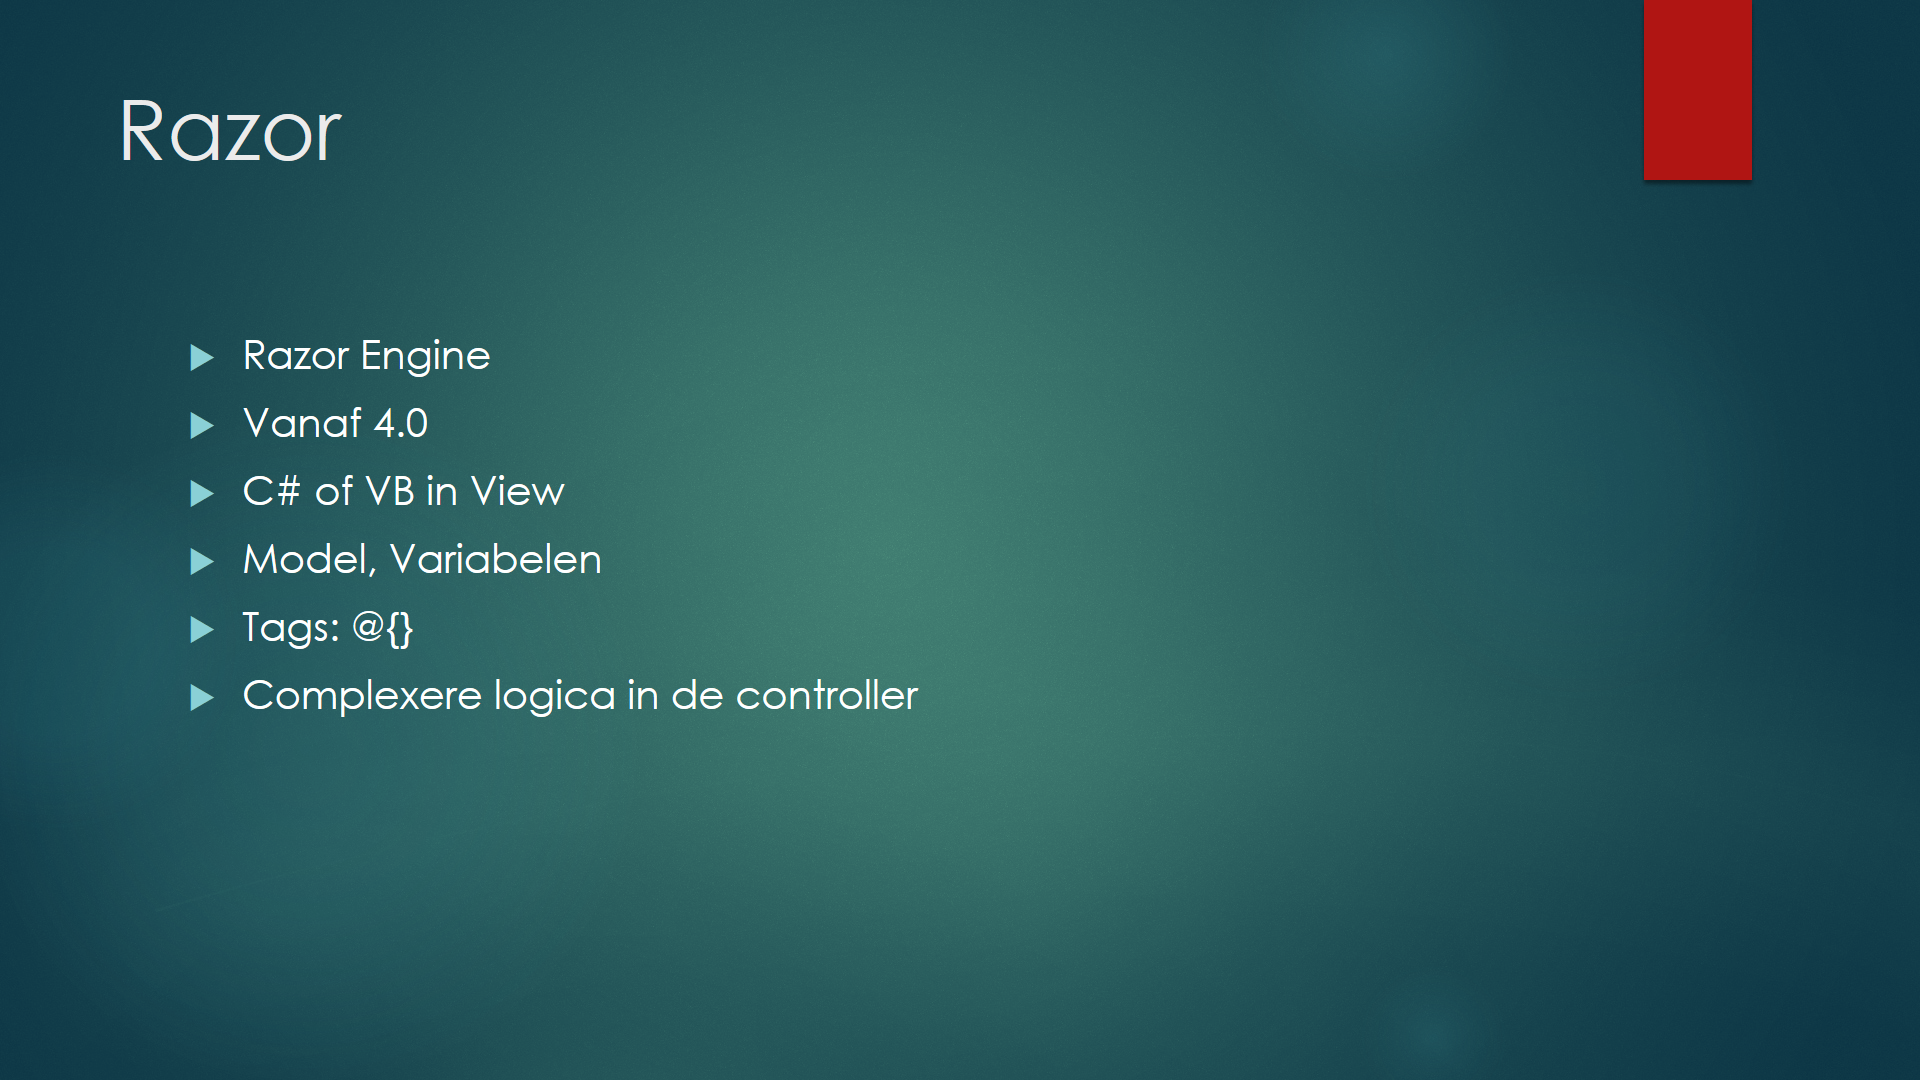 Razor
Razor Engine
Vanaf 4.0
C# of VB in View
Model, Variabelen
Tags: @{}
Complexere logica in de controller